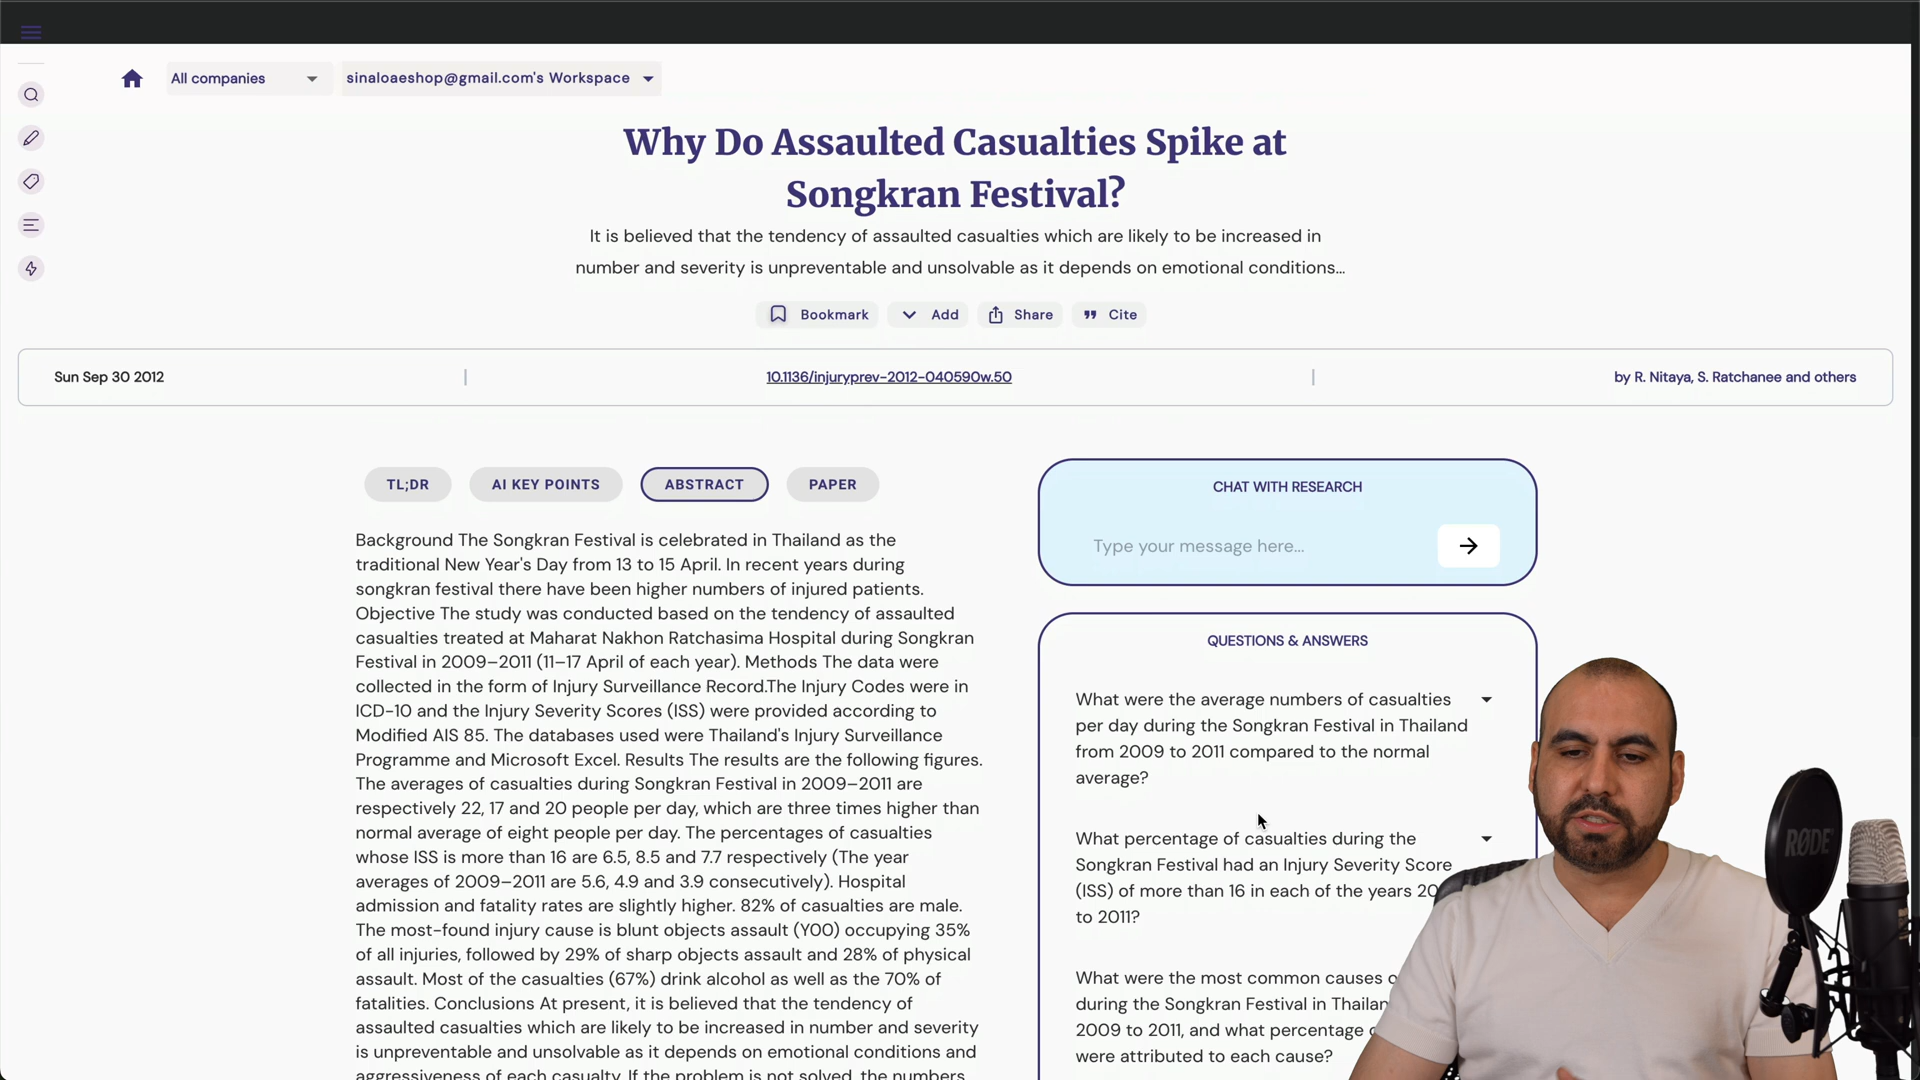 All companies
sinaloaeshop@gmail.com's Workspace
Why Do Assaulted Casualties Spike at
Songkran Festival?
It is believed that the tendency of assaulted casualties which are likely to be increased in
number and severity is unpreventable and unsolvable as it depends on emotional conditions...
Bookmark
Add
Share
Cite
Sun Sep 30 2012
10.1136/injuryprev-2012-040590w.50
by R. Nitaya, S. Ratchanee and others
TL;DR
AI KEY POINTS
ABSTRACT
PAPER
Background The Songkran Festival is celebrated in Thailand as the
traditional New Year's Day from 13 to 15 April. In recent years during
songkran festival there have been higher numbers of injured patients.
Objective The study was conducted based on the tendency of assaulted
casualties treated at Maharat Nakhon Ratchasima Hospital during Songkran
Festival in 2009–2011 (11–17 April of each year). Methods The data were
collected in the form of Injury Surveillance Record.The Injury Codes were in
ICD-10 and the Injury Severity Scores (ISS) were provided according to
Modified AIS 85. The databases used were Thailand's Injury Surveillance
Programme and Microsoft Excel. Results The results are the following figures.
The averages of casualties during Songkran Festival in 2009–2011 are
respectively 22, 17 and 20 people per day, which are three times higher than
normal average of eight people per day. The percentages of casualties
whose ISS is more than 16 are 6.5, 8.5 and 7.7 respectively (The year
averages of 2009–2011 are 5.6, 4.9 and 3.9 consecutively). Hospital
admission and fatality rates are slightly higher. 82% of casualties are male.
The most-found injury cause is blunt objects assault (Y00) occupying 35%
of all injuries, followed by 29% of sharp objects assault and 28% of physical
assault. Most of the casualties (67%) drink alcohol as well as the 70% of
fatalities. Conclusions At present, it is believed that the tendency of
assaulted casualties which are likely to be increased in number and severity
is unpreventable and unsolvable as it depends on emotional conditions and
aggressiveness of each casualty. If the problem is not solved, the numbers
CHAT WITH RESEARCH
Type your message here...
QUESTIONS & ANSWERS
What were the average numbers of casualties
per day during the Songkran Festival in Thailand
from 2009 to 2011 compared to the normal
average?
What percentage of casualties during the
Songkran Festival had an Injury Severity Score
(ISS) of more than 16 in each of the years 20
to 2011?
What were the most common causes
during the Songkran Festival in Thailan
2009 to 2011, and what percentage
were attributed to each cause?
RØDE